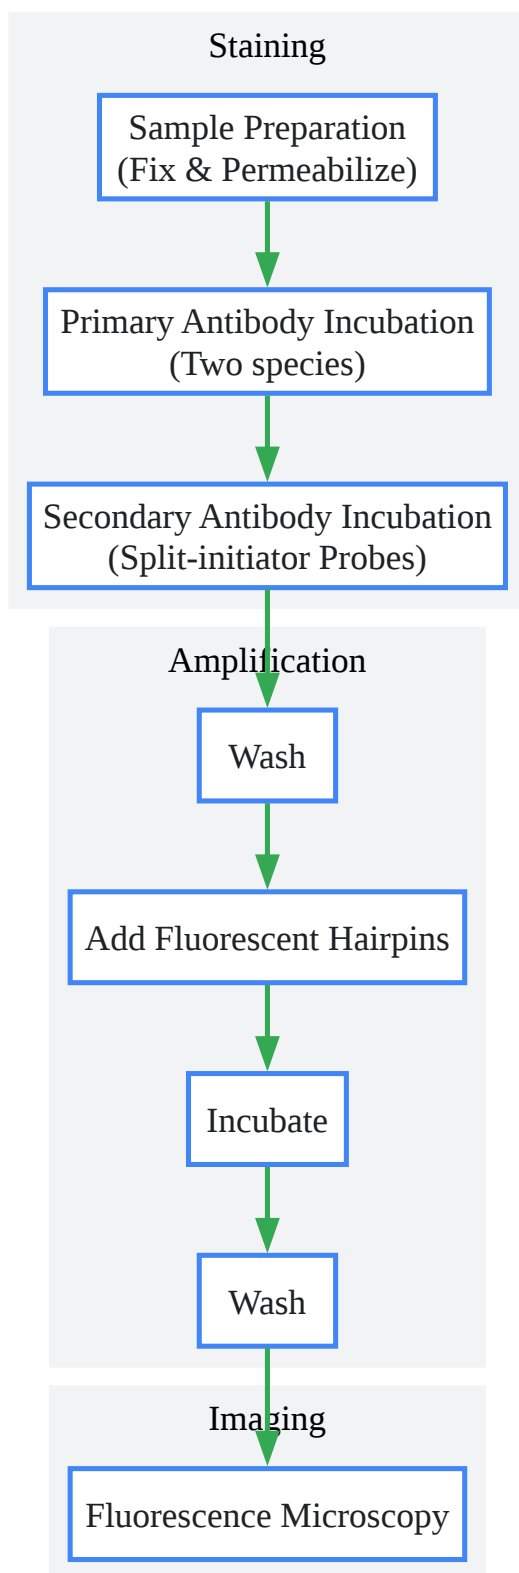 Staining
Sample Preparation
(Fix & Permeabilize)
Primary Antibody Incubation
(Two species)
Secondary Antibody Incubation
(Split-initiator Probes)
Amplification
Wash
Add Fluorescent Hairpins
Incubate
Wash
Imaging
Fluorescence Microscopy